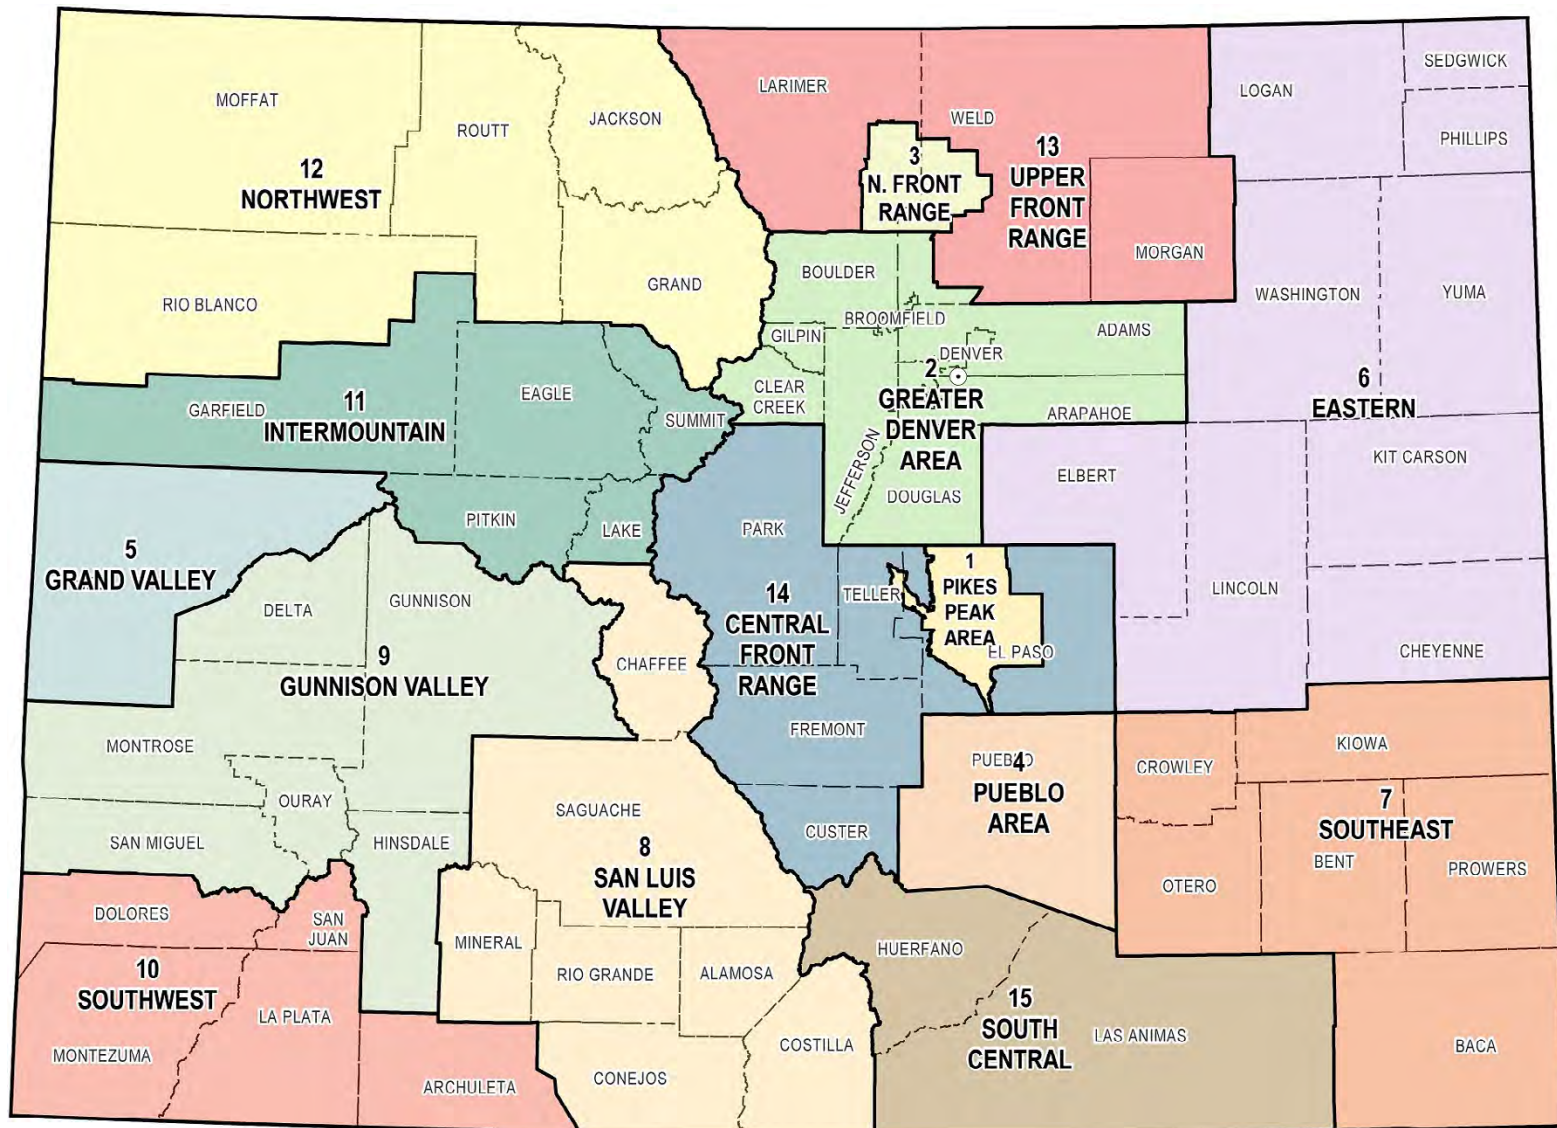 SEDGWICK
LARIMER
LOGAN
MOFFAT
JACKSON
WELD
ROUTT
PHILLIPS
12
NORTHWEST
3
N. FRONT
RANGE
13
UPPER
FRONT
RANGE
MORGAN
BOULDER
GRAND
RIO BLANCO
WASHINGTON
YUMA
BROOMFIELD
GILPIN
ADAMS
DENVER
2
GREATER
DENVER
AREA
CLEAR
CREEK
EAGLE
6
EASTERN
11
INTERMOUNTAIN
GARFIELD
SUMMIT
ARAPAHOE
JEFFERSON
DOUGLAS
ELBERT
KIT CARSON
PITKIN
LAKE
PARK
5
GRAND VALLEY
1
PIKES
PEAK
AREA
TELLER
LINCOLN
DELTA
GUNNISON
14
CENTRAL
FRONT
RANGE
EL PASO
CHEYENNE
9
GUNNISON VALLEY
CHAFFEE
FREMONT
MONTROSE
KIOWA
PUEBLO
4
PUEBLO
AREA
CROWLEY
OURAY
SAGUACHE
7
SOUTHEAST
SAN MIGUEL
HINSDALE
CUSTER
8
SAN LUIS
VALLEY
BENT
PROWERS
OTERO
DOLORES
SAN
JUAN
MINERAL
HUERFANO
RIO GRANDE
ALAMOSA
10
SOUTHWEST
LA PLATA
15
SOUTH
CENTRAL
LAS ANIMAS
MONTEZUMA
COSTILLA
BACA
CONEJOS
ARCHULETA